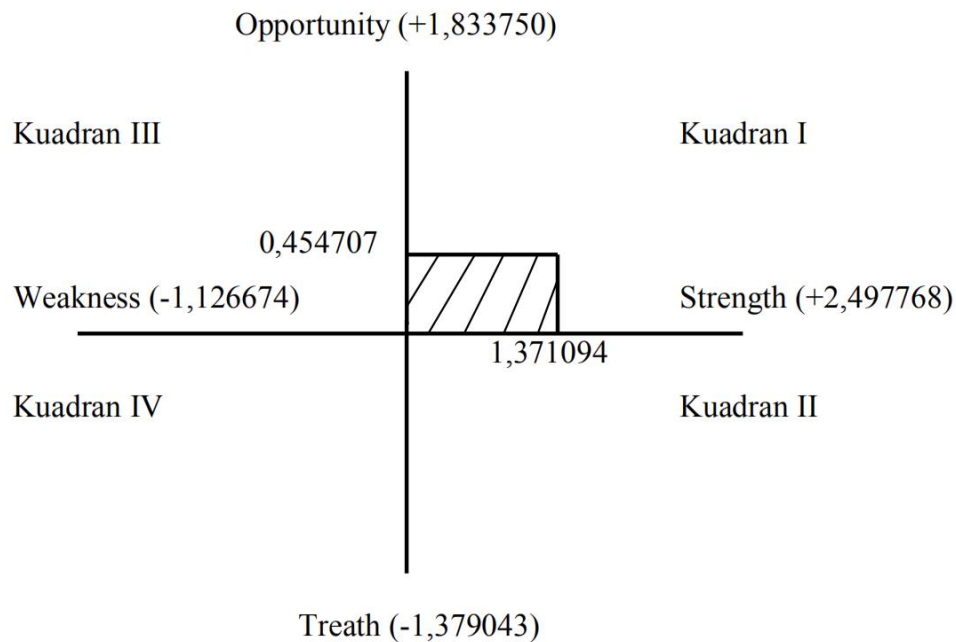 Opportunity (+1,833750)
Kuadran III
Kuadran I
0,454707
Weakness (-1,126674)
Strength (+2,497768)
1,371094
Kuadran IV
Kuadran II
Treath (-1,379043)